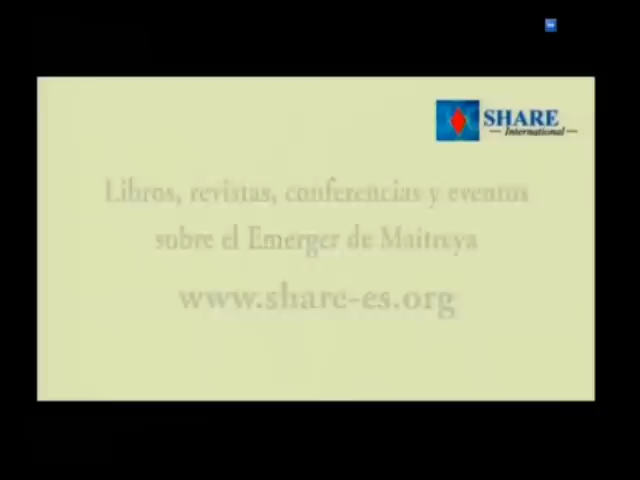 SHARE
International
Libros, revistas, conferencias y eventos
sobre el Emerger de Maitreya
www.share-es.org